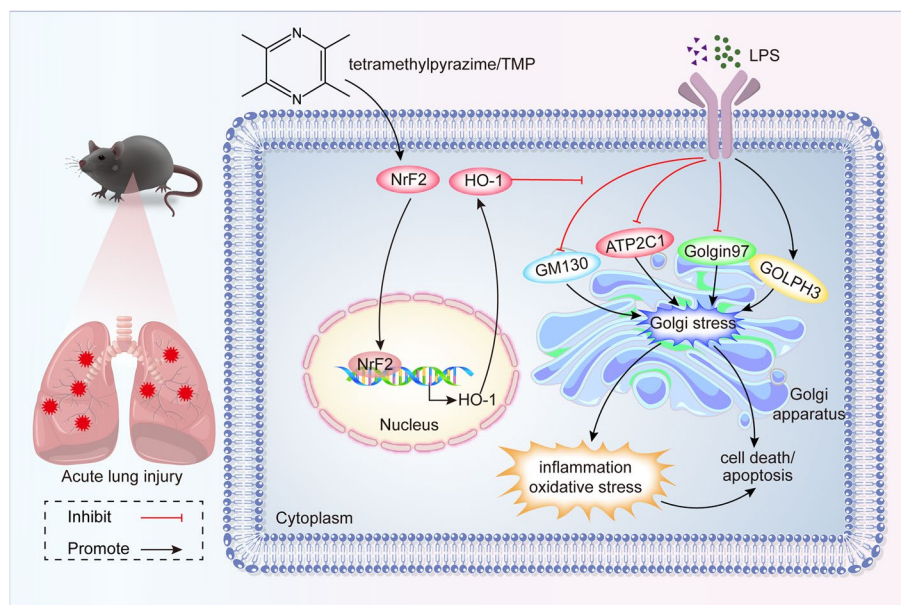 N
N
tetramethylpyrazime/TMP
LPS
NrF2
HO-1
GM130
ATP2C1
Golgin97
GOLPH3
Golgi stress
NrF2
HO-1
Nucleus
Golgi
apparatus
inflammation
oxidative stress
cell death/
apoptosis
Cytoplasm
Acute lung injury
Inhibit
Promote